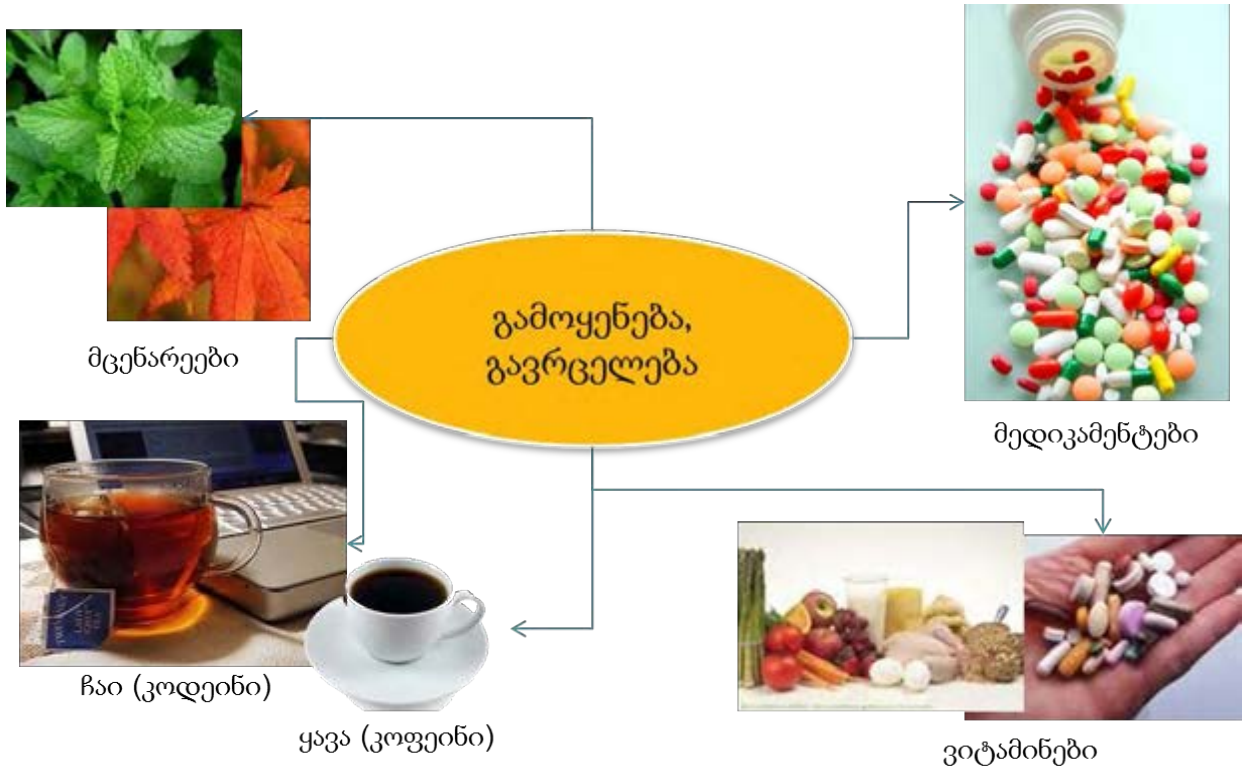 გამოყენება,
გავრცელება
მცენარეები
მედიკამენტები
ჩაი (კოდეინი)
ყავა (კოფეინი)
ვიტამინები